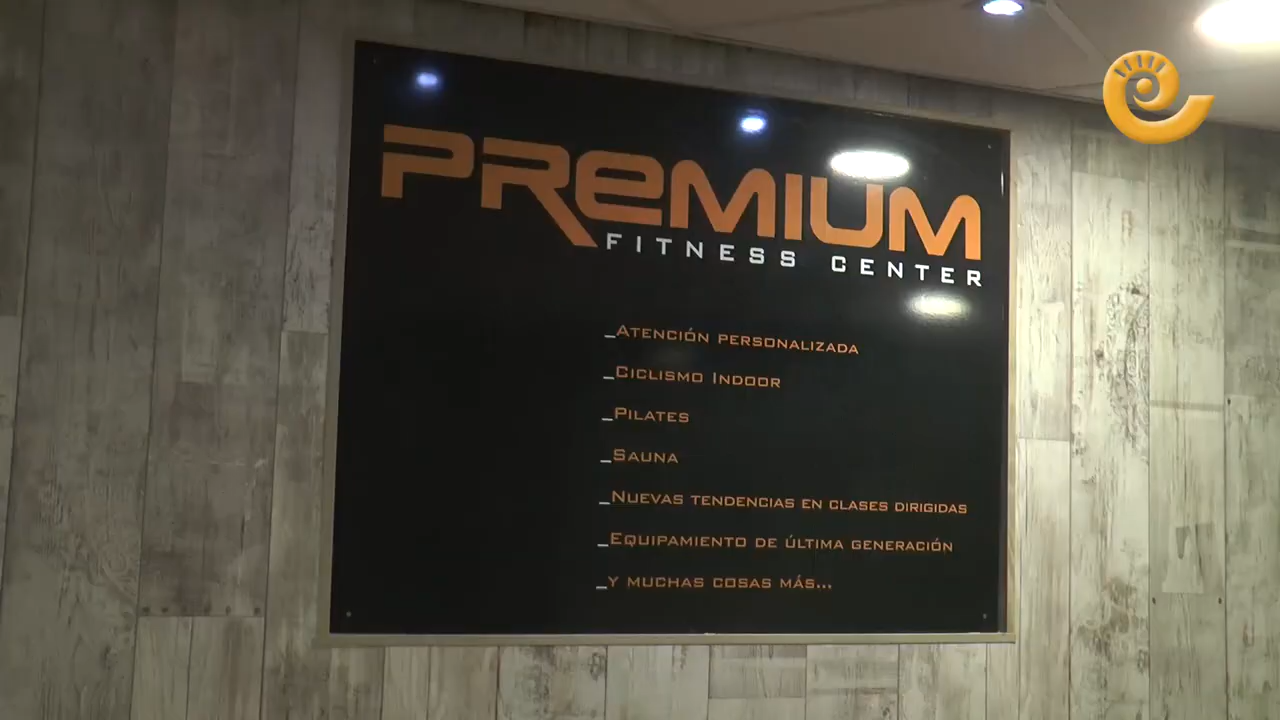 PREMIUM
FITNESS CENTER
_ATENCIÓN PERSONALIZADA
_CICLISMO INDOOR
_PILATES
_SAUNA
_NUEVAS TENDENCIAS EN CLASES DIRIGIDAS
_EQUIPAMIENTO DE ÚLTIMA GENERACIÓN
_Y MUCHAS COSAS MÁS...